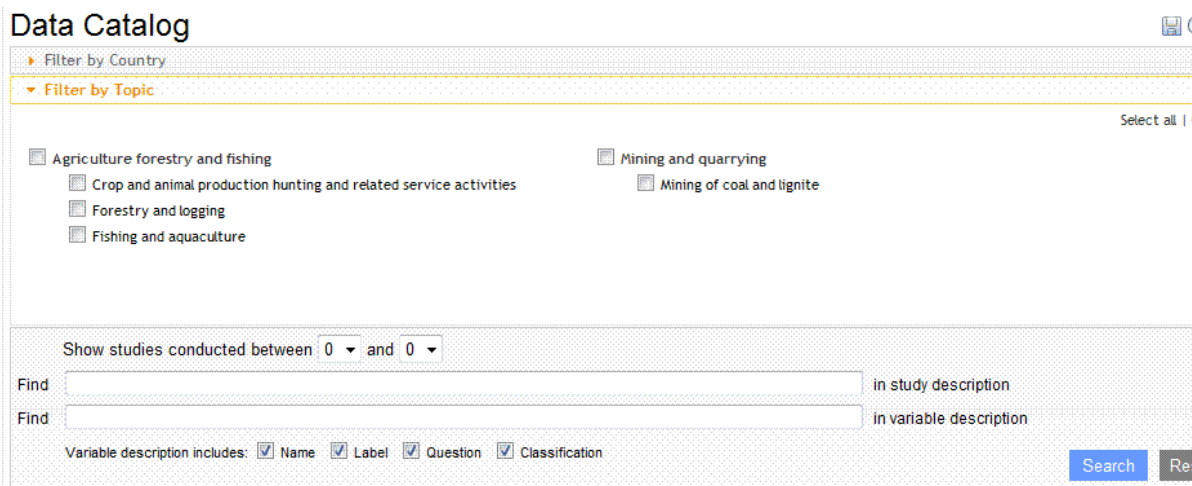 Data Catalog
Filter by Country
Filter by Topic
Select all |
Agriculture forestry and fishing
Crop and animal production hunting and related service activities
Forestry and logging
Fishing and aquaculture
Mining and quarrying
Mining of coal and lignite
Show studies conducted between 0 and 0
Find in study description
Find in variable description
Variable description includes: Name Label Question Classification
Search